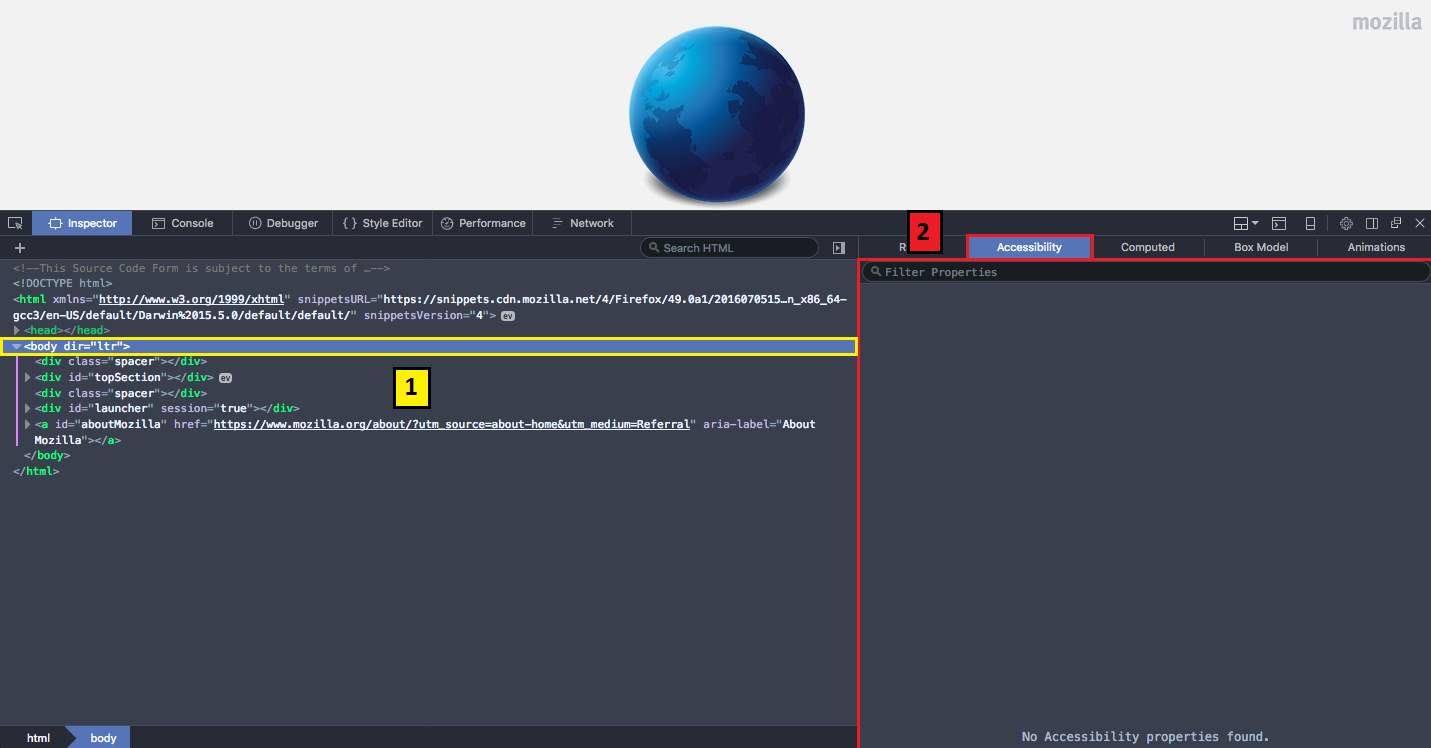 mozilla
Inspector Console Debugger { } Style Editor Performance Network
2
+ Search HTML
Accessibility Computed Box Model Animations
Filter Properties
<!--This Source Code Form is subject to the terms of …-->
<!DOCTYPE html>
<html xmlns="http://www.w3.org/1999/xhtml" snippetsURL="https://snippets.cdn.mozilla.net/4/Firefox/49.0a1/2016070515…n_x86_64-
gcc3/en-US/default/Darwin%2015.5.0/default/default/" snippetsVersion="4"> ev
<head></head>
<body dir="ltr">
<div class="spacer"></div>
<div id="topSection"></div> ev
<div class="spacer"></div>
1
<div id="launcher" session="true"></div>
<a id="aboutMozilla" href="https://www.mozilla.org/about/?utm_source=about-home&utm_medium=Referral" aria-label="About
Mozilla"></a>
</body>
</html>
No Accessibility properties found.
html body